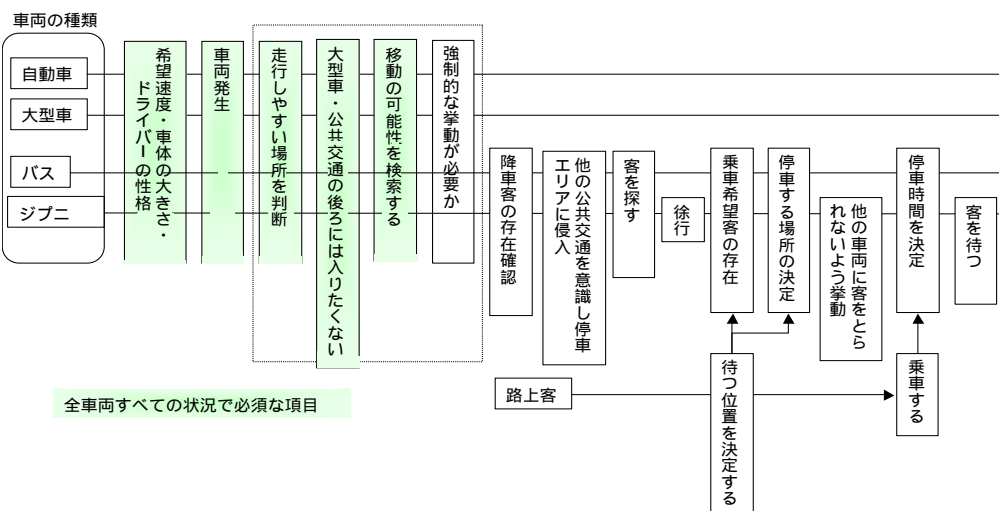 車両の種類
自動車
大型車
バス
ジプニ
希望速度・車体の大きさ・
ドライバーの性格
車両発生
走行しやすい場所を判断
大型車・公共交通の後ろには入りたくない
移動の可能性を検索する
強制的な挙動が必要か
降車客の存在確認
他の公共交通を意識し停車
エリアに侵入
客を探す
徐行
乗車希望客の存在
停車する場所の決定
他の車両に客をとら
れないよう挙動
停車時間を決定
客を待つ
路上客
待つ位置を決定する
乗車する
全車両すべての状況で必須な項目